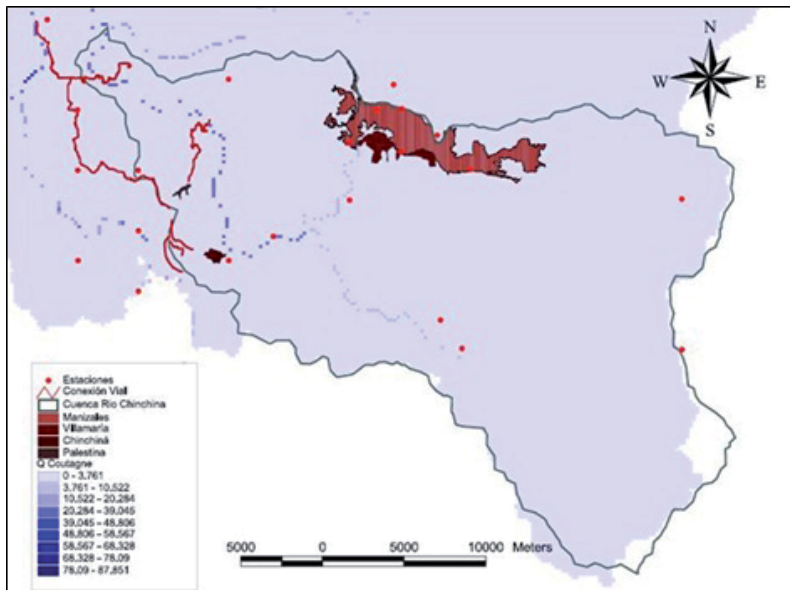 N
W E
S
Estaciones
Conexión Vial
Cuenca Rio Chinchina
Manizales
Villamaría
Chinchiná
Palestina
Q Coutagne
0 - 3,761
3,761 - 10,522
10,522 - 20,284
20,284 - 39,045
39,045 - 48,806
48,806 - 58,567
58,567 - 68,328
68,328 - 78,09
78,09 - 87,851
5000 0 5000 10000 Meters